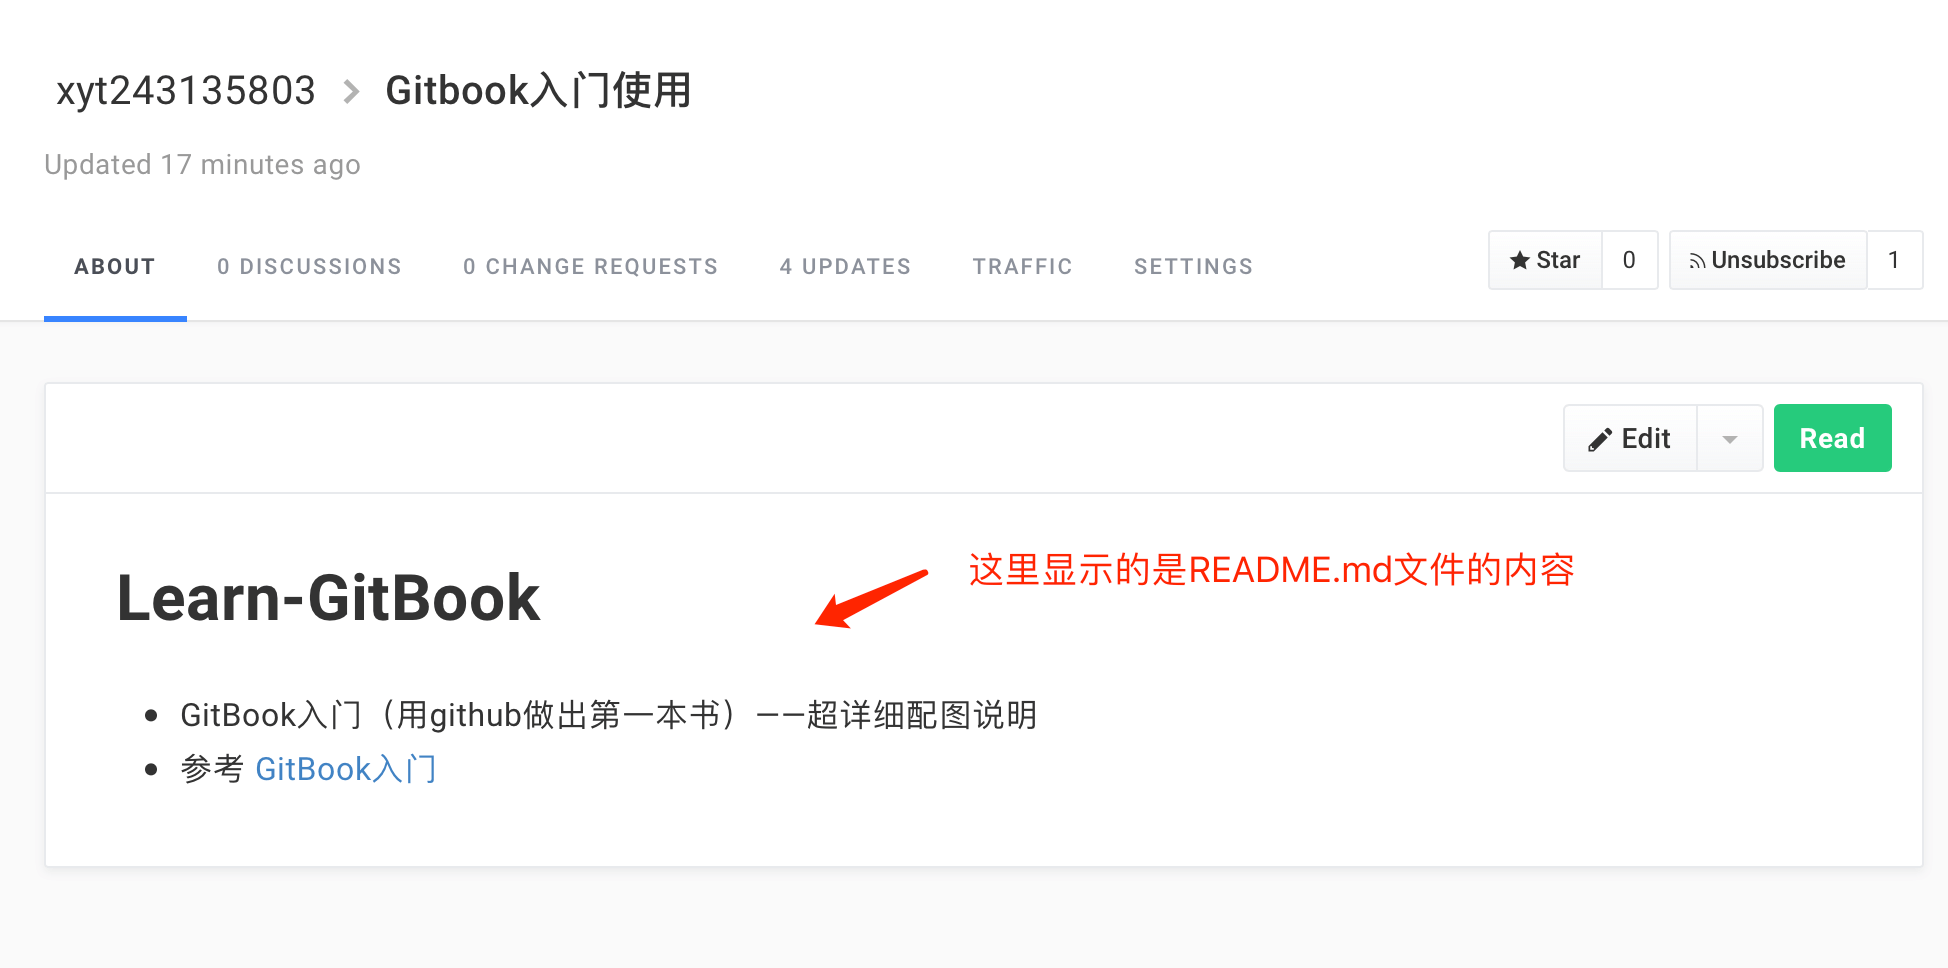 xyt243135803 > Gitbook入门使用
Updated 17 minutes ago
ABOUT 0 DISCUSSIONS 0 CHANGE REQUESTS 4 UPDATES TRAFFIC SETTINGS Star 0 Unsubscribe 1
Edit Read
这里显示的是README.md文件的内容
Learn-GitBook
GitBook入门（用github做出第一本书）——超详细配图说明
参考 GitBook入门